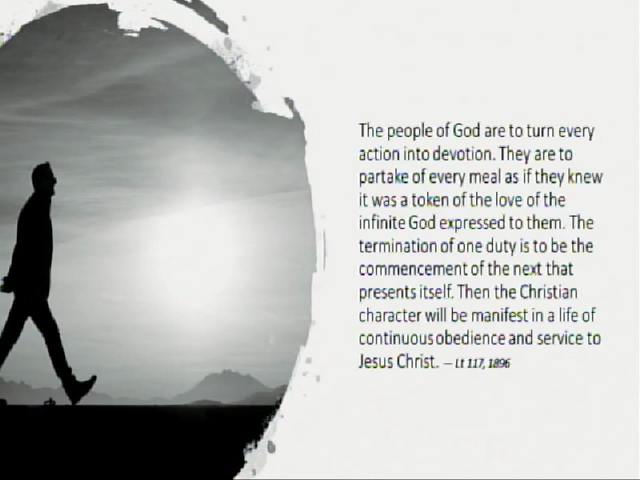 The people of God are to turn every
action into devotion. They are to
partake of every meal as if they knew
it was a token of the love of the
infinite God expressed to them. The
termination of one duty is to be the
commencement of the next that
presents itself. Then the Christian
character will be manifest in a life of
continuous obedience and service to
Jesus Christ. – Lt 117, 1896